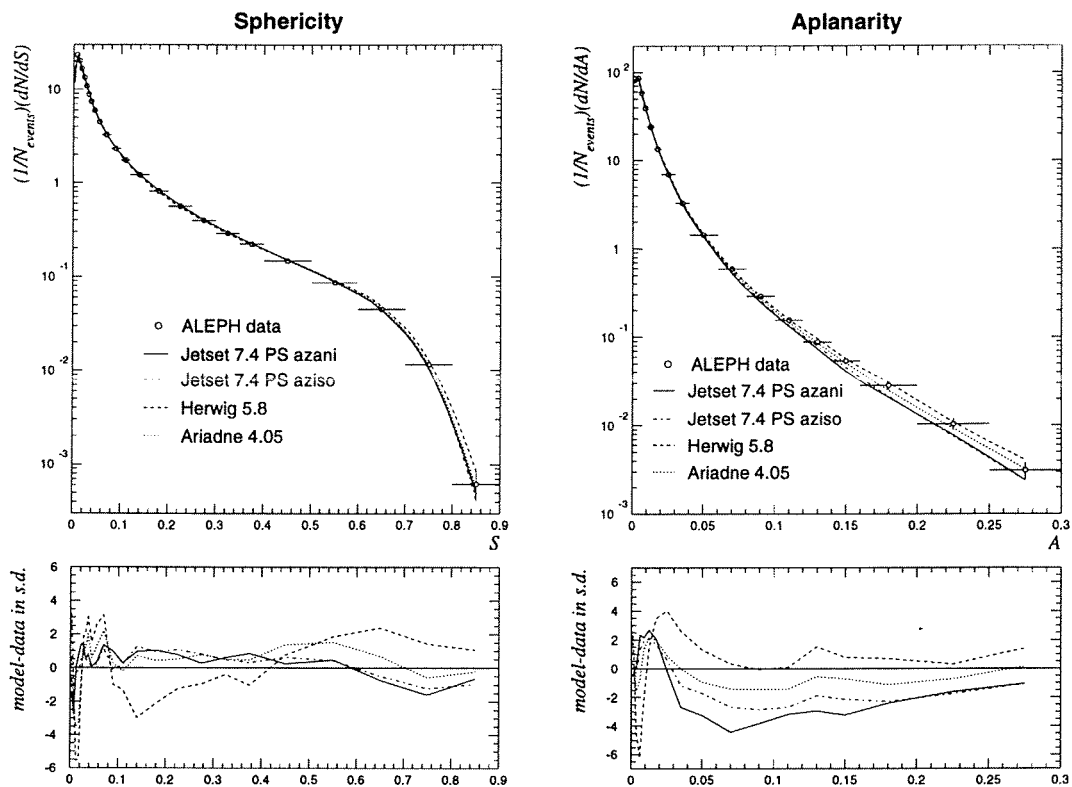 Sphericity
(1/N_events)(dN/dS)
10
1
10^-1
10^-2
10^-3
ALEPH data
Jetset 7.4 PS azani
Jetset 7.4 PS aziso
Herwig 5.8
Ariadne 4.05
0 0.1 0.2 0.3 0.4 0.5 0.6 0.7 0.8 0.9
S
model-data in s.d.
6
4
2
0
-2
-4
-6
0 0.1 0.2 0.3 0.4 0.5 0.6 0.7 0.8 0.9
Aplanarity
(1/N_events)(dN/dA)
10^2
10
1
10^-1
10^-2
10^-3
ALEPH data
Jetset 7.4 PS azani
Jetset 7.4 PS aziso
Herwig 5.8
Ariadne 4.05
0 0.05 0.1 0.15 0.2 0.25 0.3
A
model-data in s.d.
6
4
2
0
-2
-4
-6
0 0.05 0.1 0.15 0.2 0.25 0.3